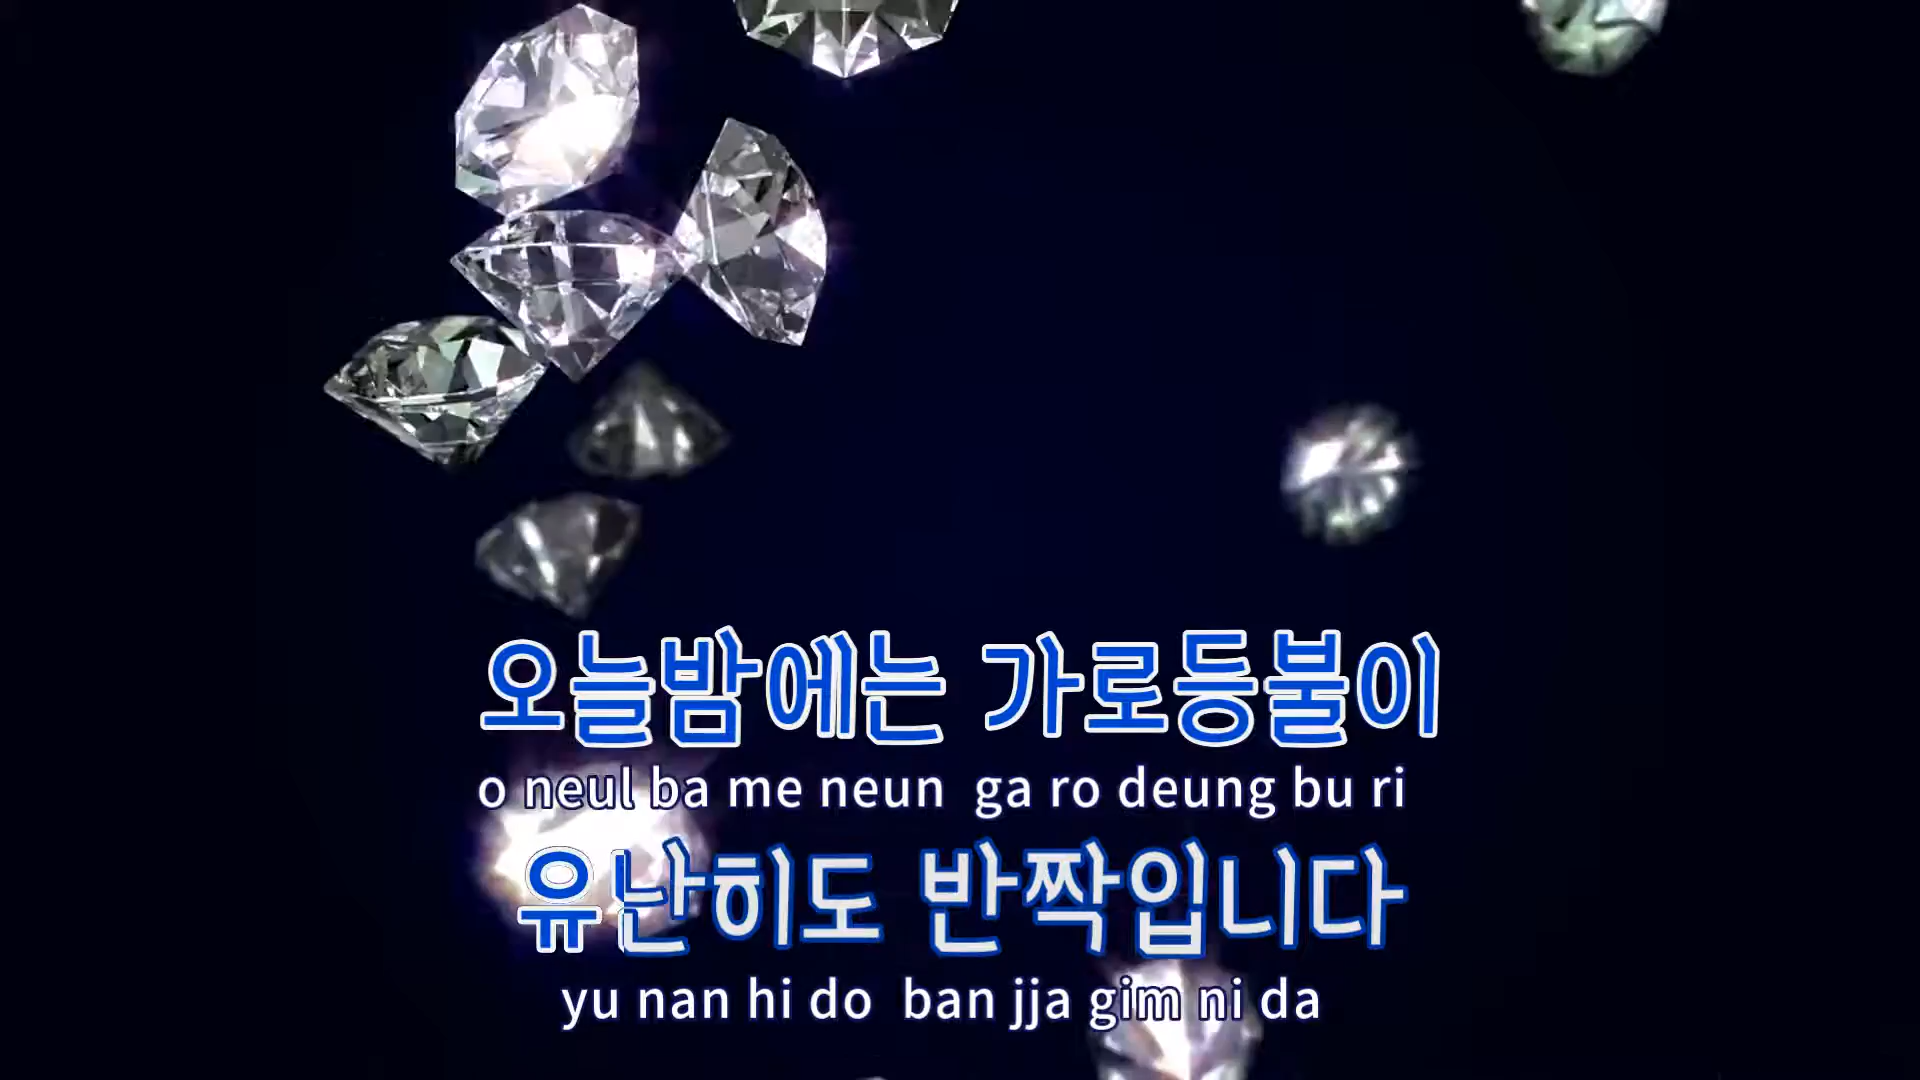 오늘밤에는 가로등불이
o neul ba me neun ga ro deung bu ri
유난히도 반짝입니다
yu nan hi do ban jja gim ni da